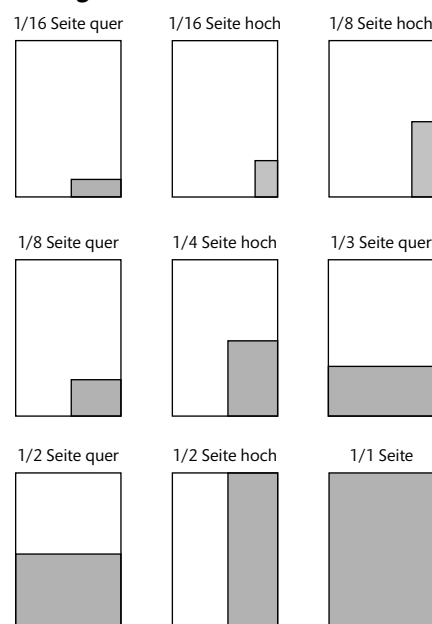 1/16 Seite quer
1/16 Seite hoch
1/8 Seite hoch
1/8 Seite quer
1/4 Seite hoch
1/3 Seite quer
1/2 Seite quer
1/2 Seite hoch
1/1 Seite